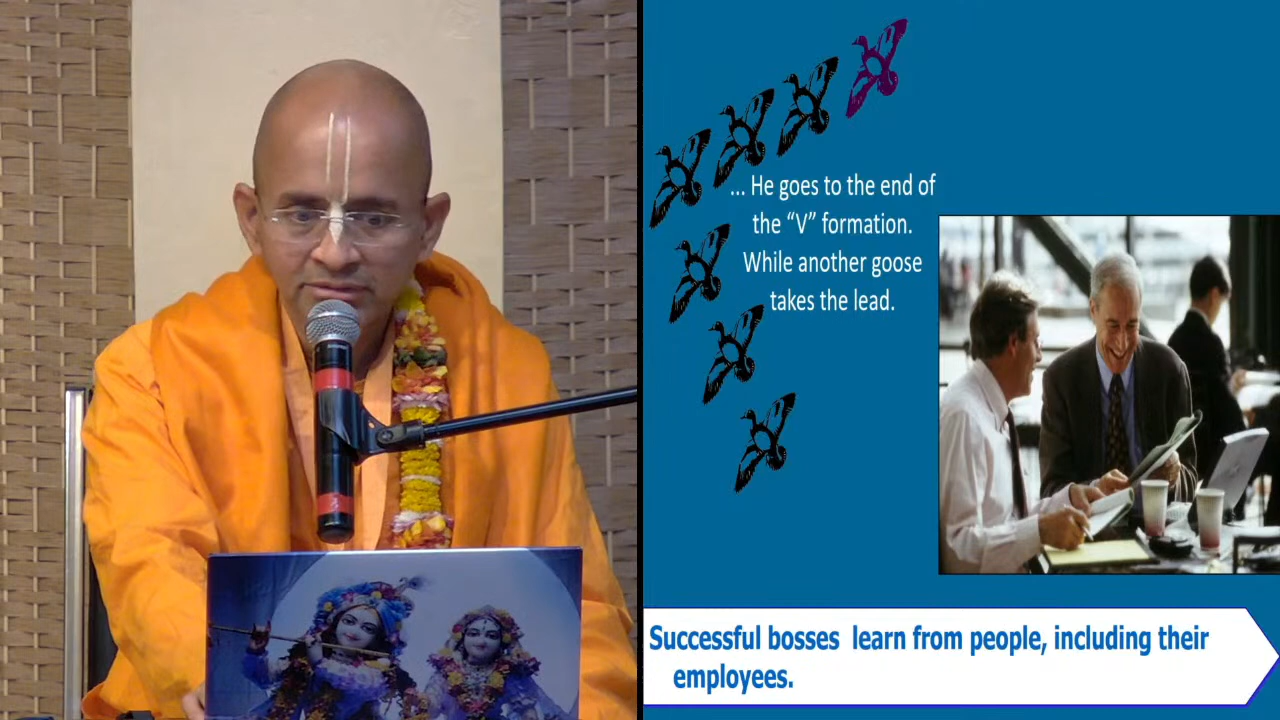 ... He goes to the end of
the “V” formation.
While another goose
takes the lead.
Successful bosses learn from people, including their
employees.